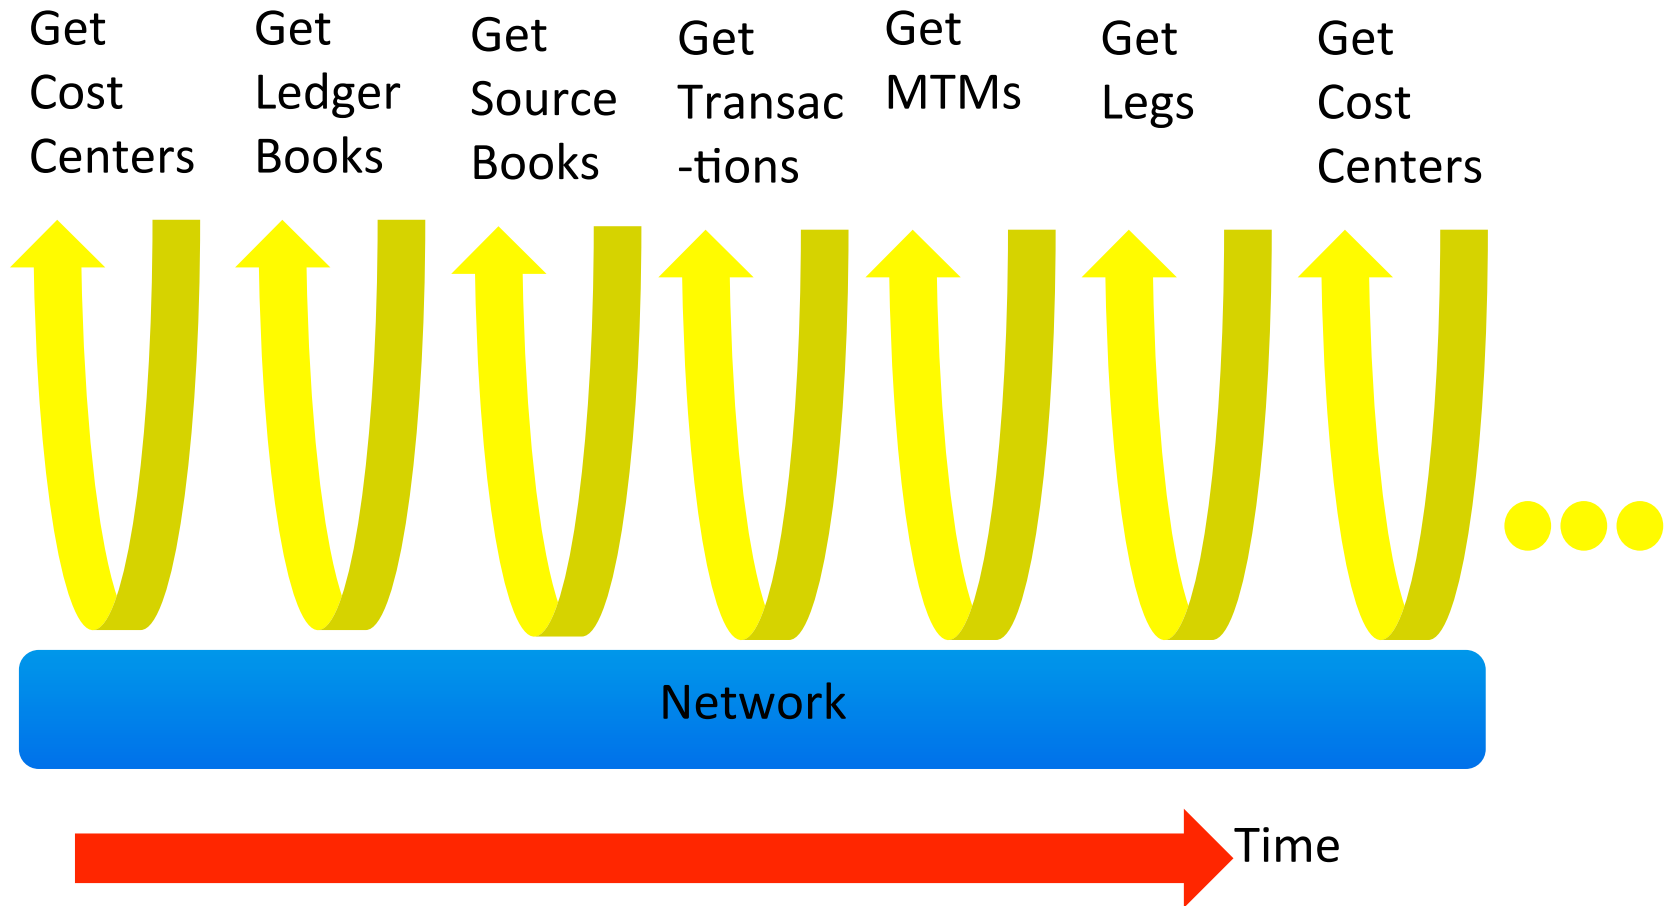 Get
Cost
Centers
Get
Ledger
Books
Get
Source
Books
Get
Transac
-tions
Get
MTMs
Get
Legs
Get
Cost
Centers
Network
Time